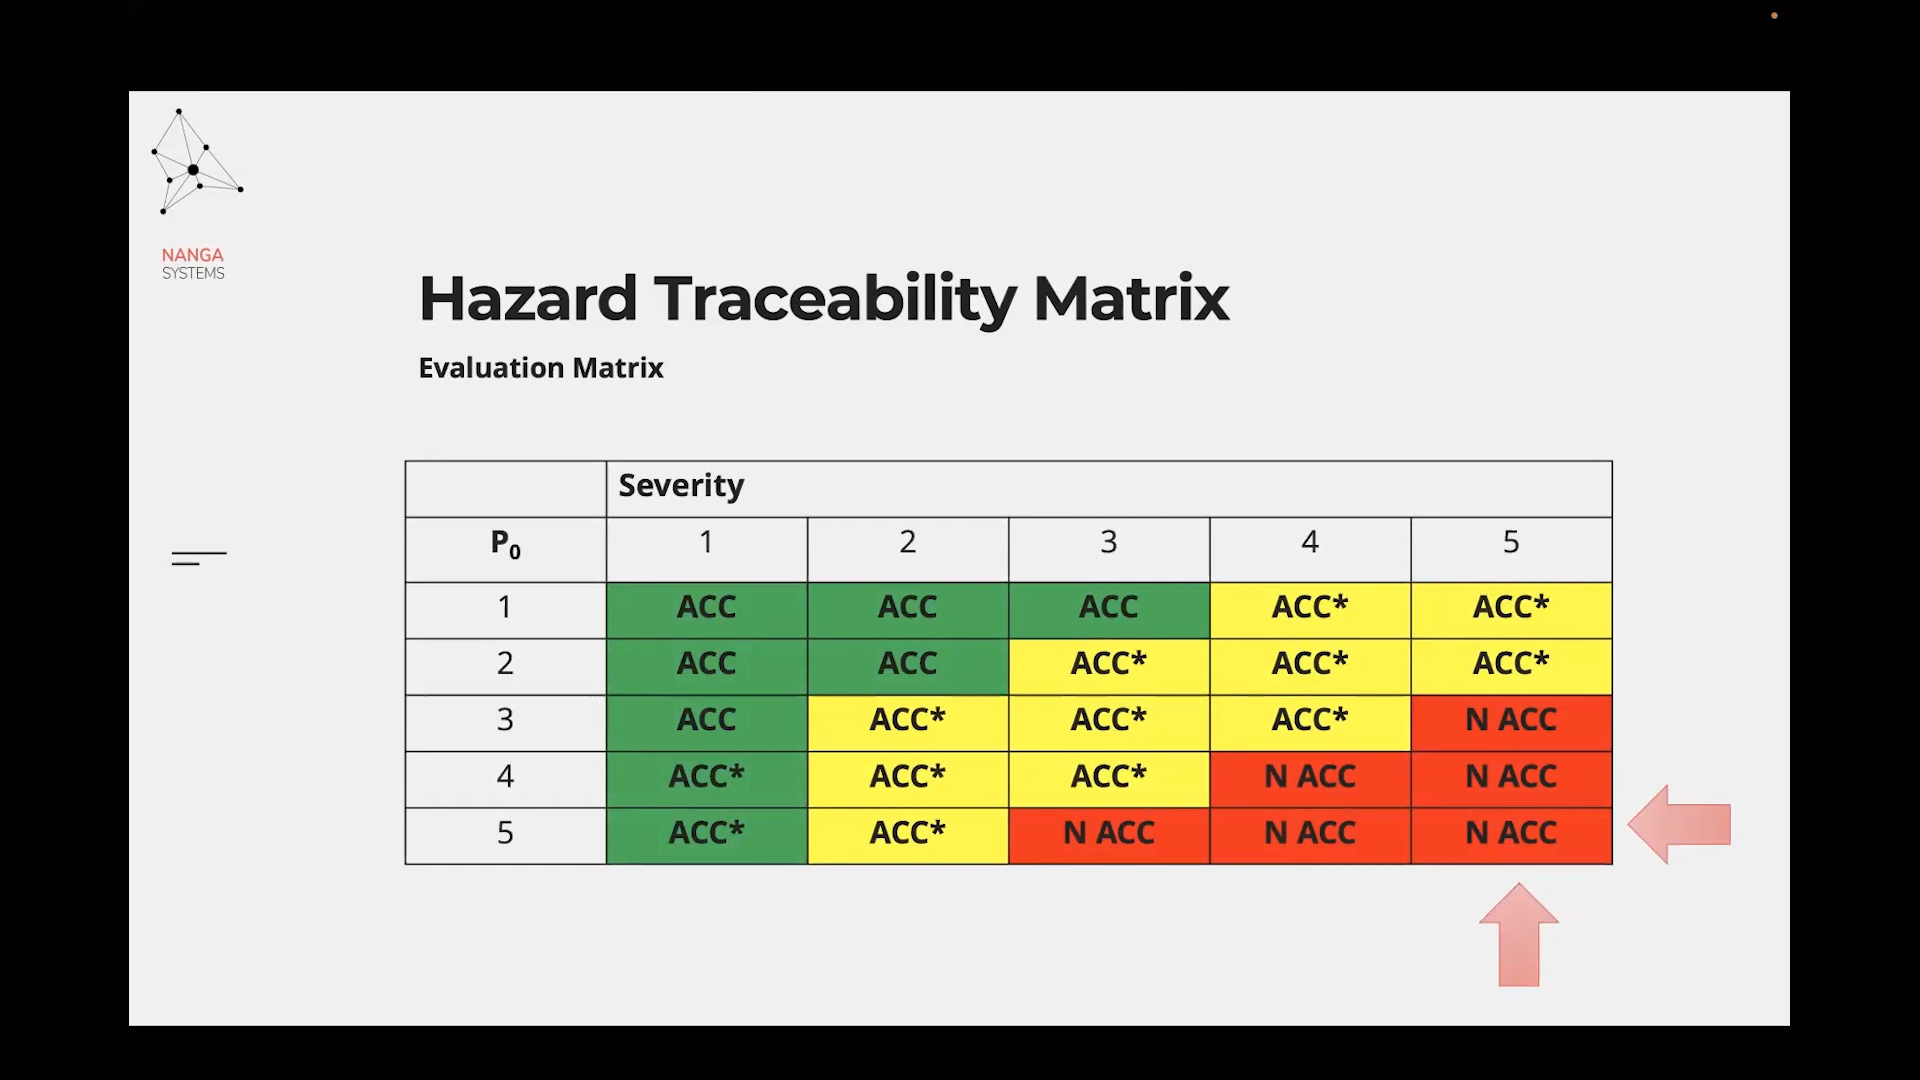 NANGA
SYSTEMS
Hazard Traceability Matrix
Evaluation Matrix
Severity
P₀ 1 2 3 4 5
1 ACC ACC ACC ACC* ACC*
2 ACC ACC ACC* ACC* ACC*
3 ACC ACC* ACC* ACC* N ACC
4 ACC* ACC* ACC* N ACC N ACC
5 ACC* ACC* N ACC N ACC N ACC